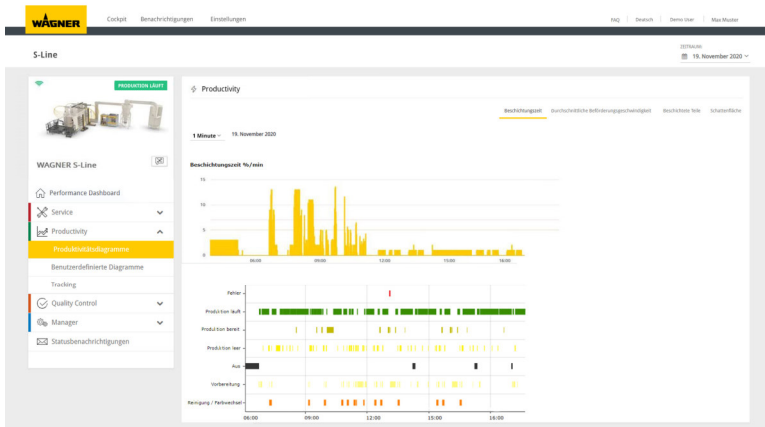 WAGNER
Cockpit Benachrichtigungen Einstellungen
FAQ Deutsch Demo User Max Muster
S-Line
ZEITRAUM:
19. November 2020
PRODUKTION LÄUFT
WAGNER S-Line
Performance Dashboard
Service
Productivity
Produktivitätsdiagramme
Benutzerdefinierte Diagramme
Tracking
Quality Control
Manager
Statusbenachrichtigungen
Productivity
Beschichtungszeit Durchschnittliche Beförderungsgeschwindigkeit Beschichtete Teile Schattenfläche
1 Minute 19. November 2020
Beschichtungszeit %/min
15
10
5
0
06:00 09:00 12:00 15:00 18:00
Fehler
Produktion läuft
Produktion bereit
Produktion leer
Aus
Vorbereitung
Reinigung / Farbwechsel
06:00 09:00 12:00 15:00 18:00